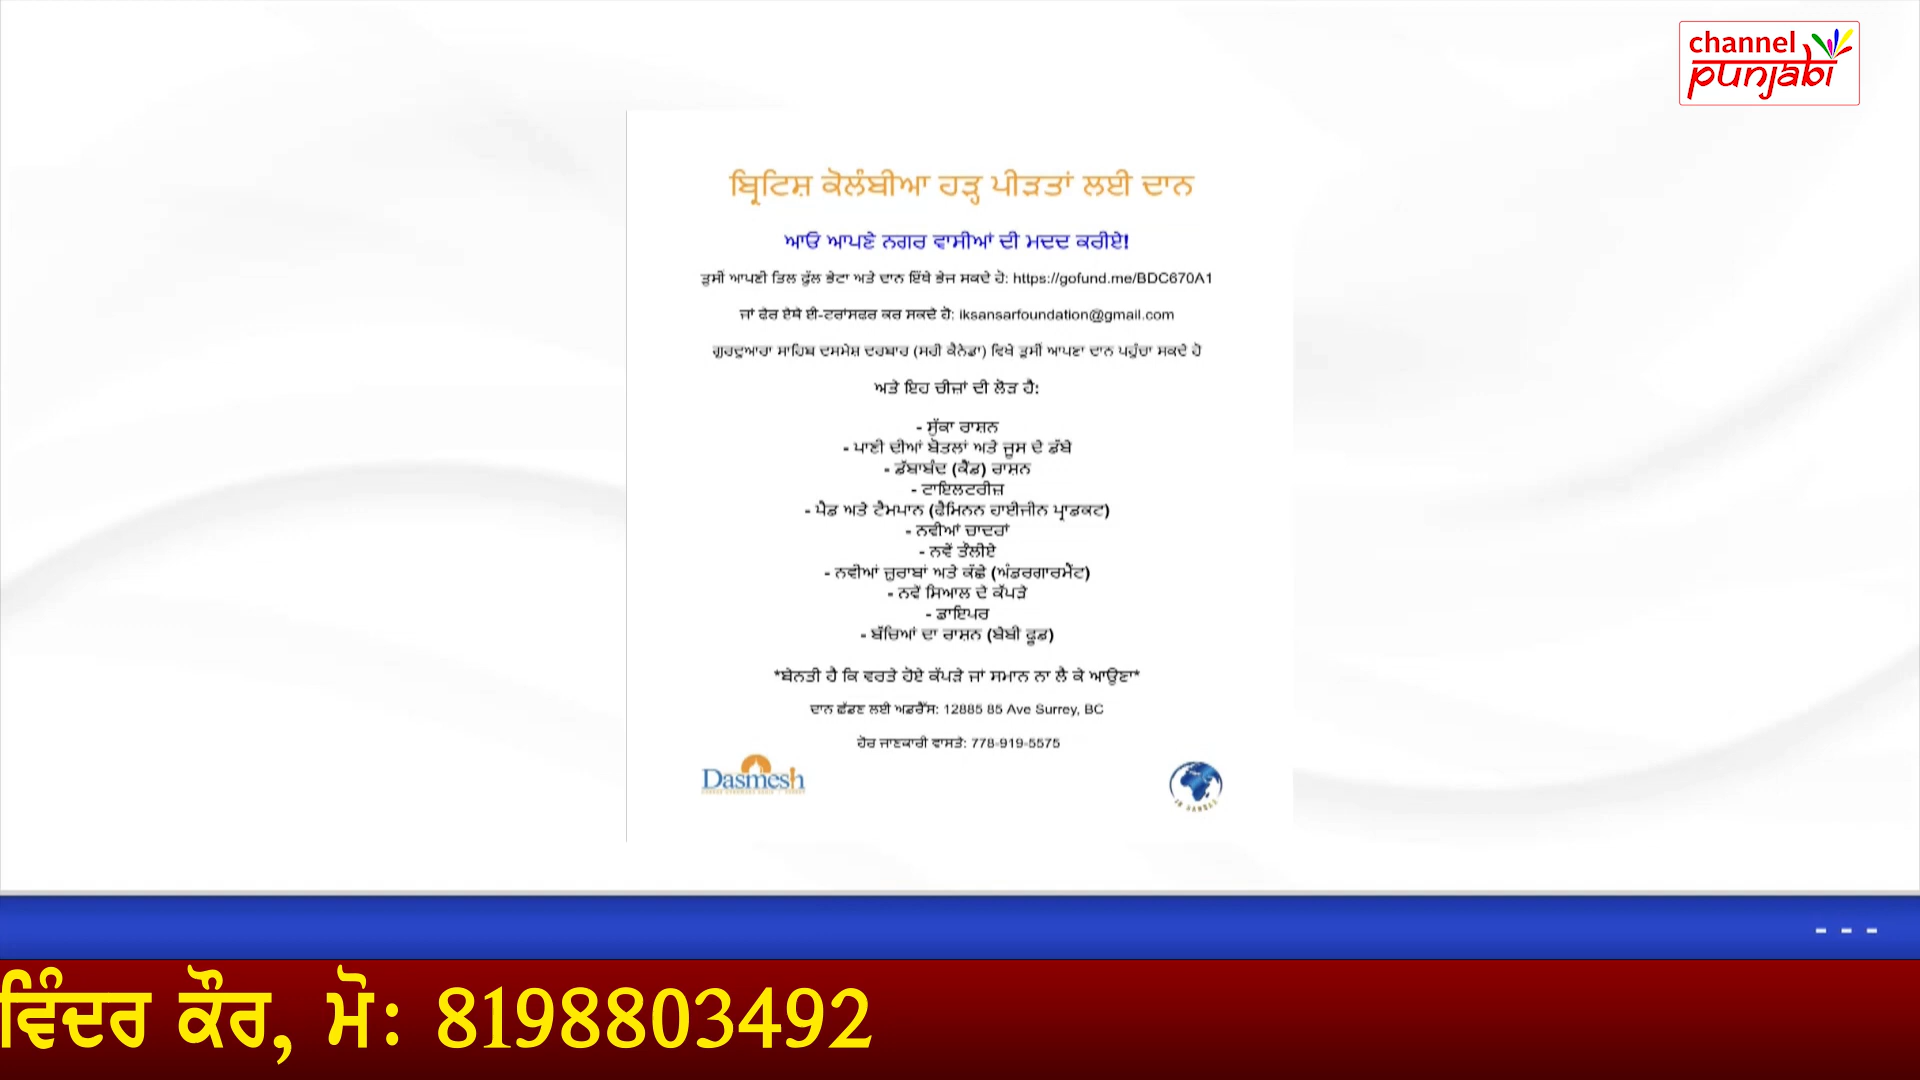 channel
punjabi
ਬ੍ਰਿਟਿਸ਼ ਕੋਲੰਬੀਆ ਹੜ੍ਹ ਪੀੜਤਾਂ ਲਈ ਦਾਨ
ਆਓ ਆਪਣੇ ਨਗਰ ਵਾਸੀਆਂ ਦੀ ਮਦਦ ਕਰੀਏ!
ਤੁਸੀਂ ਆਪਣੀ ਤਿਲ ਫੁੱਲ ਭੇਟਾ ਅਤੇ ਦਾਨ ਇੱਥੇ ਭੇਜ ਸਕਦੇ ਹੋ: https://gofund.me/BDC670A1
ਜਾਂ ਫੇਰ ਏਥੇ ਈ-ਟਰਾਂਸਫਰ ਕਰ ਸਕਦੇ ਹੋ: iksansarfoundation@gmail.com
ਗੁਰਦੁਆਰਾ ਸਾਹਿਬ ਦਸਮੇਸ਼ ਦਰਬਾਰ (ਸਰੀ ਕੈਨੇਡਾ) ਵਿਖੇ ਤੁਸੀਂ ਆਪਣਾ ਦਾਨ ਪਹੁੰਚਾ ਸਕਦੇ ਹੋ
ਅਤੇ ਇਹ ਚੀਜ਼ਾਂ ਦੀ ਲੋੜ ਹੈ:
- ਸੁੱਕਾ ਰਾਸ਼ਨ
- ਪਾਣੀ ਦੀਆਂ ਬੋਤਲਾਂ ਅਤੇ ਜੂਸ ਦੇ ਡੱਬੇ
- ਡੱਬਾਬੰਦ (ਕੈਂਡ) ਰਾਸ਼ਨ
- ਟਾਇਲਟਰੀਜ਼
- ਪੈਡ ਅਤੇ ਟੈਮਪਾਨ (ਫੈਮਿਨਨ ਹਾਈਜੀਨ ਪ੍ਰਾਡਕਟ)
- ਨਵੀਆਂ ਚਾਦਰਾਂ
- ਨਵੇਂ ਤੌਲੀਏ
- ਨਵੀਆਂ ਜੁਰਾਬਾਂ ਅਤੇ ਕੱਛੇ (ਅੰਡਰਗਾਰਮੈਂਟ)
- ਨਵੇਂ ਸਿਆਲ ਦੇ ਕੱਪੜੇ
- ਡਾਇਪਰ
- ਬੱਚਿਆਂ ਦਾ ਰਾਸ਼ਨ (ਬੇਬੀ ਫੂਡ)
*ਬੇਨਤੀ ਹੈ ਕਿ ਵਰਤੇ ਹੋਏ ਕੱਪੜੇ ਜਾਂ ਸਮਾਨ ਨਾ ਲੈ ਕੇ ਆਉਣਾ*
ਦਾਨ ਛੱਡਣ ਲਈ ਅਡਰੈੱਸ: 12885 85 Ave Surrey, BC
ਹੋਰ ਜਾਣਕਾਰੀ ਵਾਸਤੇ: 778-919-5575
Dasmesh
- - -
ਵਿੰਦਰ ਕੌਰ, ਮੋ: 8198803492